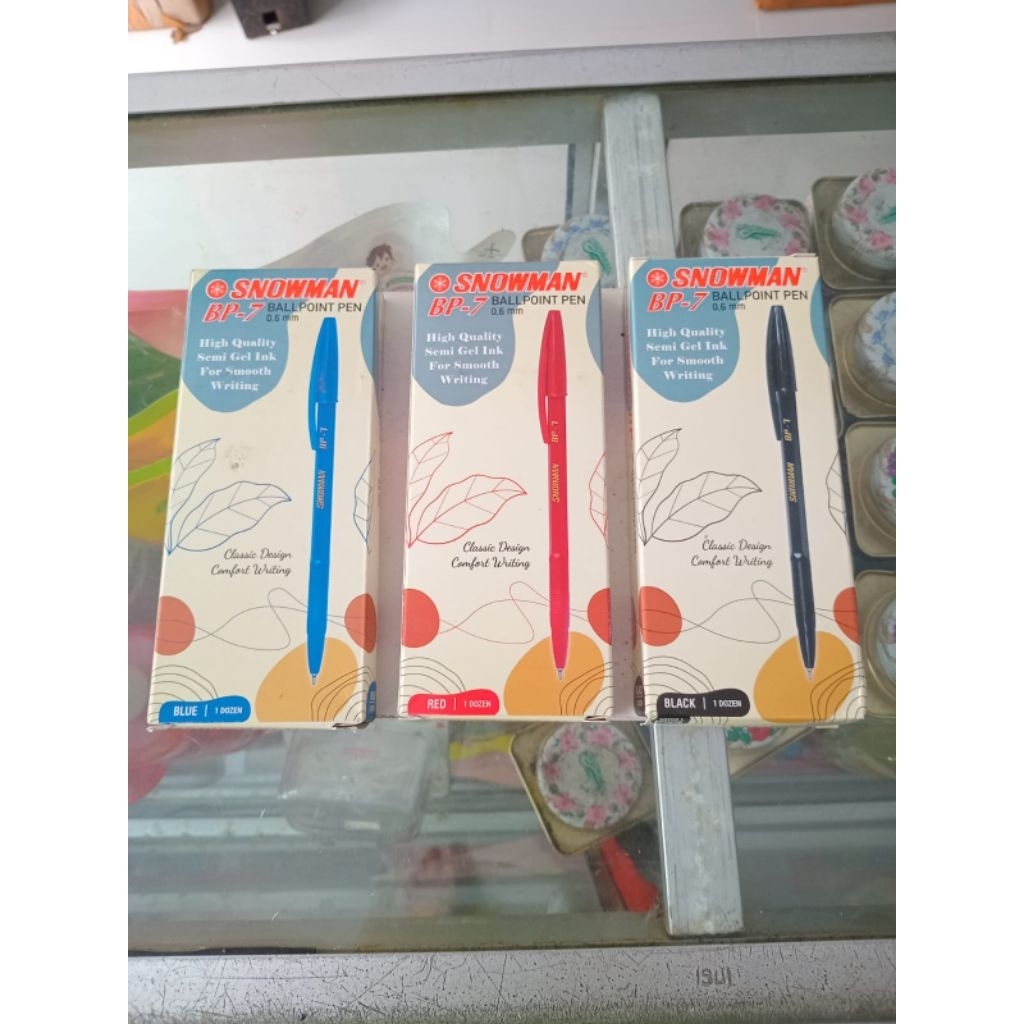 SNOWMAN
BP-7 BALLPOINT PEN
0,6 mm
High Quality
Semi Gel Ink
For Smooth
Writing
SNOWMAN BP-7
Classic Design
Comfort Writing
BLUE | 1 DOZEN
SNOWMAN
BP-7 BALLPOINT PEN
0,6 mm
High Quality
Semi Gel Ink
For Smooth
Writing
SNOWMAN BP-7
Classic Design
Comfort Writing
RED | 1 DOZEN
SNOWMAN
BP-7 BALLPOINT PEN
0,6 mm
High Quality
Semi Gel Ink
For Smooth
Writing
SNOWMAN BP-7
Classic Design
Comfort Writing
BLACK | 1 DOZEN